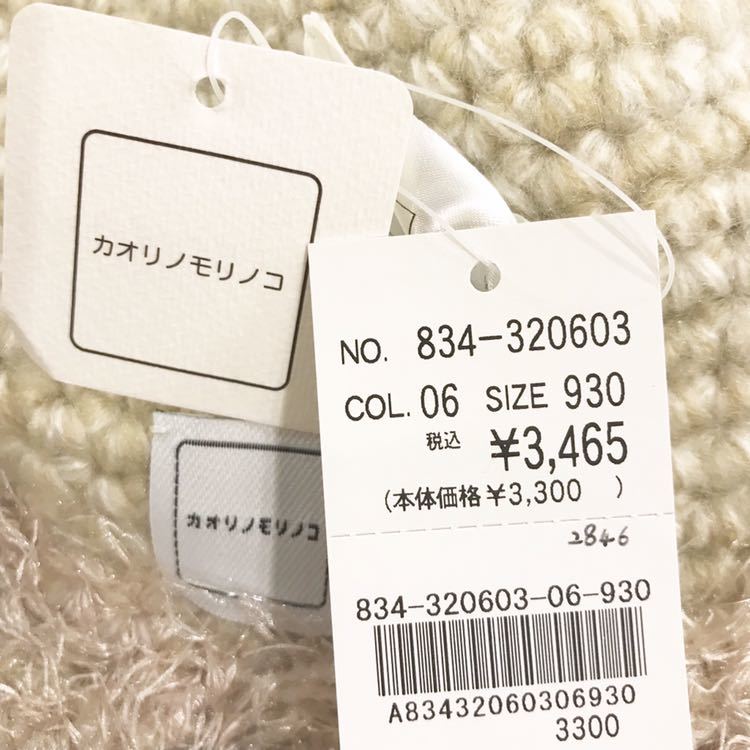 カオリノモリノコ
カオリノモリノコ
NO. 834-320603
COL. 06 SIZE 930
税込 ¥3,465
(本体価格¥3,300 )
2846
834-320603-06-930
A83432060306930
3300